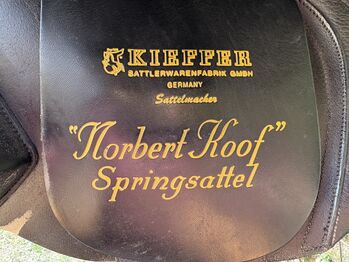 KIEFFER
SATTLERWARENFABRIK GMBH
GERMANY
Sattelmacher
"Norbert Koof"
Springsattel